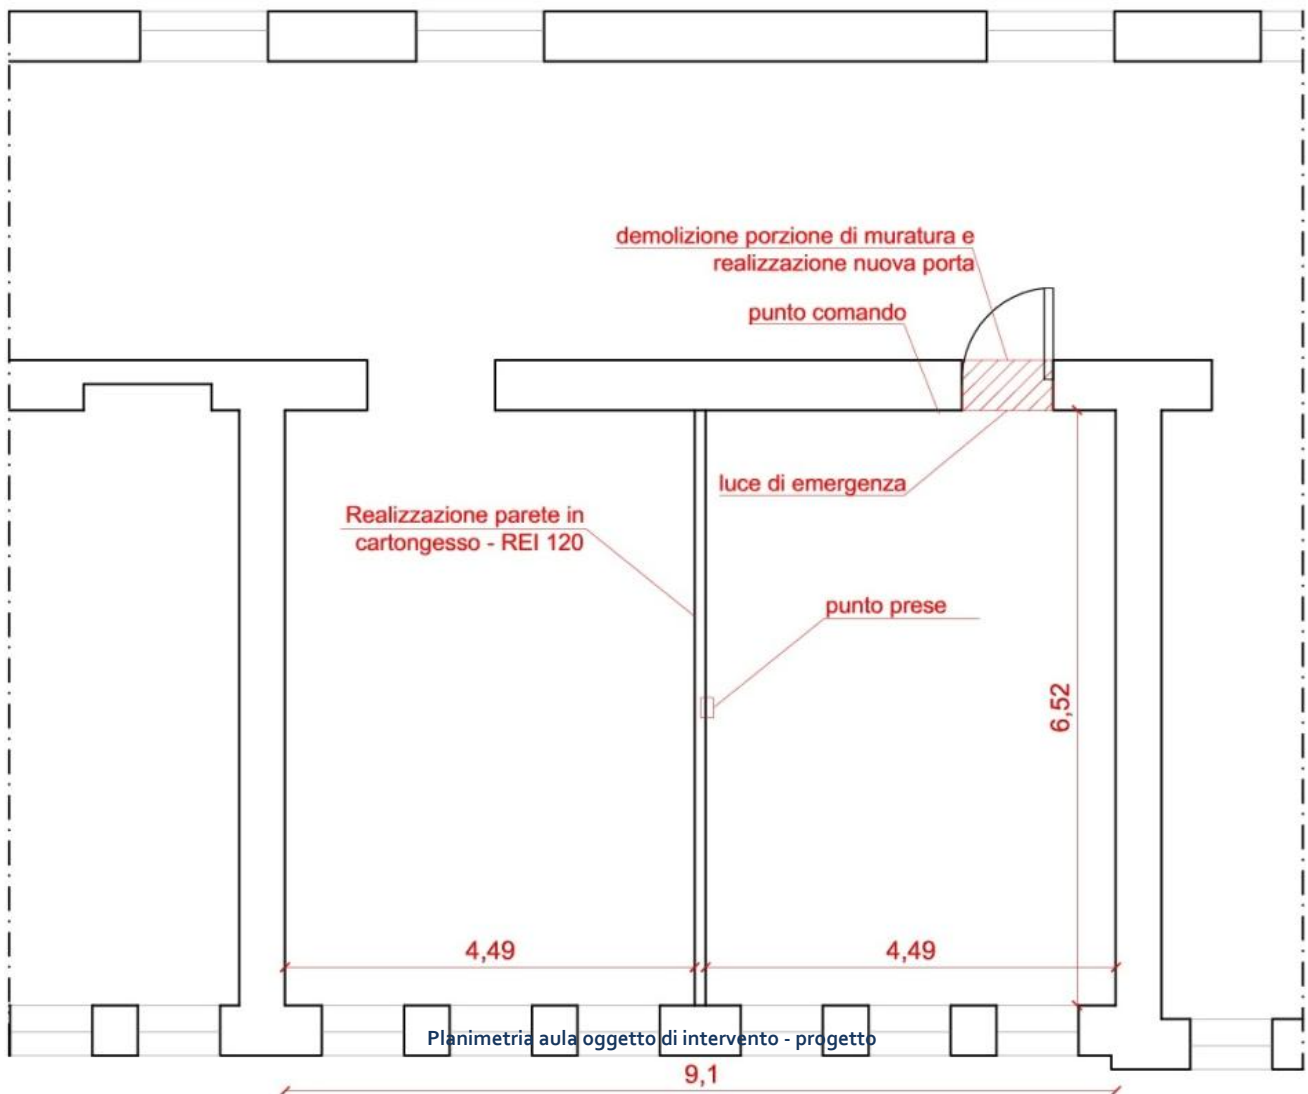 demolizione porzione di muratura e
realizzazione nuova porta
punto comando
luce di emergenza
Realizzazione parete in
cartongesso - REI 120
punto prese
6,52
4,49
4,49
Planimetria aula oggetto di intervento - progetto
9,1